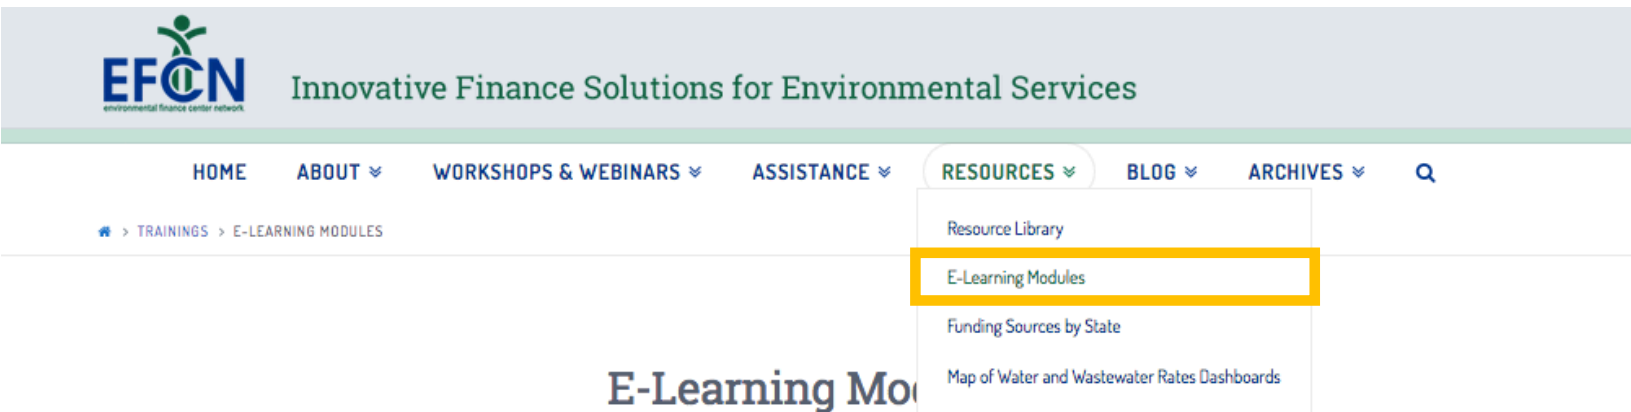 EFCN
environmental finance center network
Innovative Finance Solutions for Environmental Services
HOME ABOUT WORKSHOPS & WEBINARS ASSISTANCE RESOURCES BLOG ARCHIVES
> TRAININGS > E-LEARNING MODULES
Resource Library
E-Learning Modules
Funding Sources by State
Map of Water and Wastewater Rates Dashboards
E-Learning Mo